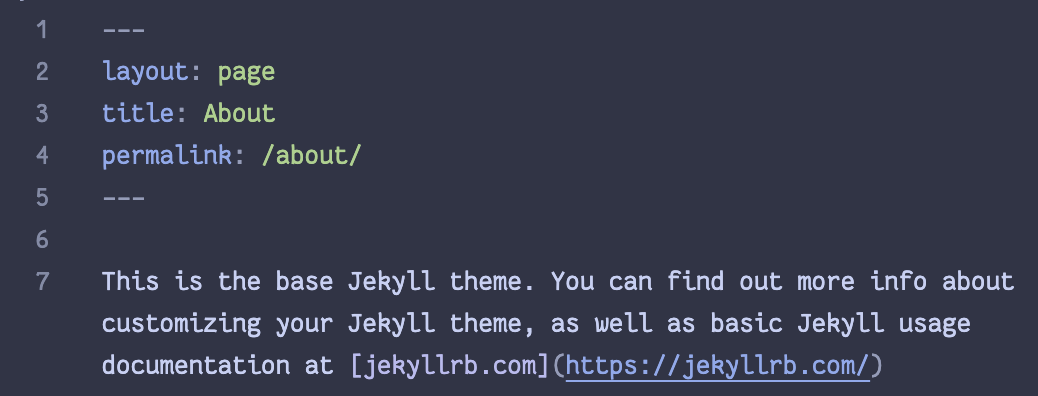 1 ---
2 layout: page
3 title: About
4 permalink: /about/
5 ---
6
7 This is the base Jekyll theme. You can find out more info about
customizing your Jekyll theme, as well as basic Jekyll usage
documentation at [jekyllrb.com](https://jekyllrb.com/)